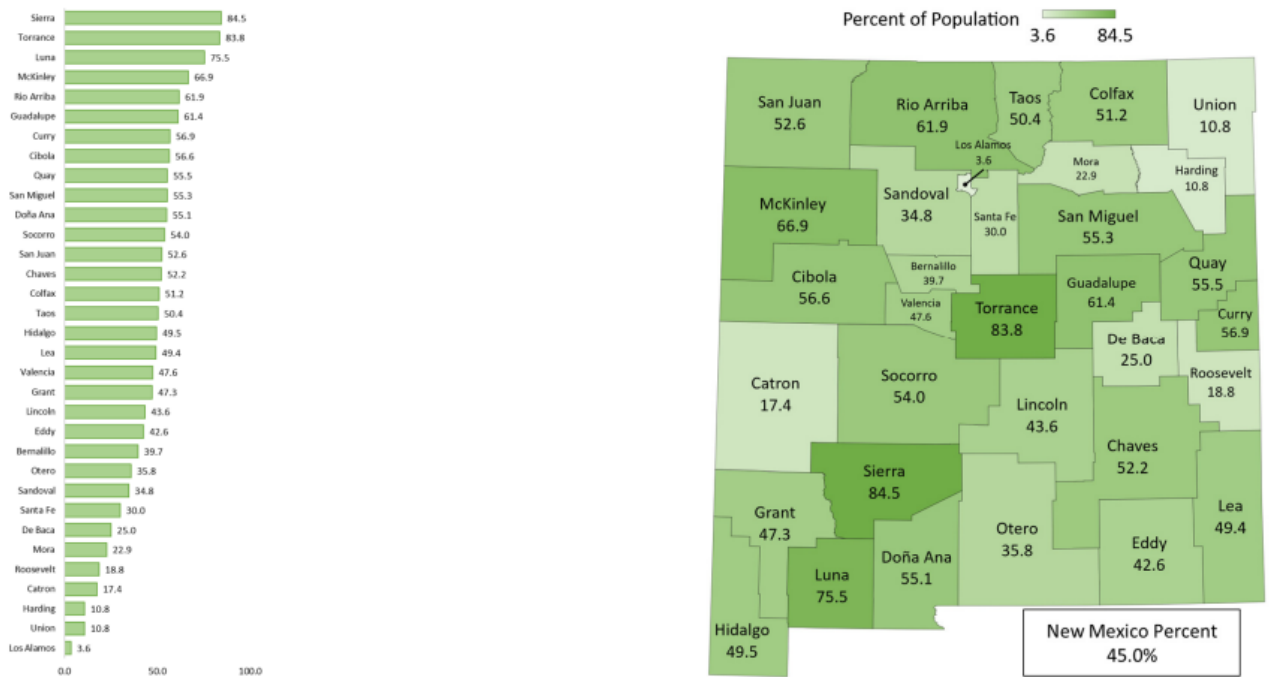 Sierra 84.5
Torrance 83.8
Luna 75.5
McKinley 66.9
Rio Arriba 61.9
Guadalupe 61.4
Curry 56.9
Cibola 56.6
Quay 55.5
San Miguel 55.3
Doña Ana 55.1
Socorro 54.0
San Juan 52.6
Chaves 52.2
Colfax 51.2
Taos 50.4
Hidalgo 49.5
Lea 49.4
Valencia 47.6
Grant 47.3
Lincoln 43.6
Eddy 42.6
Bernalillo 39.7
Otero 35.8
Sandoval 34.8
Santa Fe 30.0
De Baca 25.0
Mora 22.9
Roosevelt 18.8
Catron 17.4
Harding 10.8
Union 10.8
Los Alamos 3.6
0.0 50.0 100.0
Percent of Population
3.6 84.5
San Juan
52.6
Rio Arriba
61.9
Taos
50.4
Colfax
51.2
Union
10.8
Los Alamos
3.6
Mora
22.9
Harding
10.8
McKinley
66.9
Sandoval
34.8
Santa Fe
30.0
San Miguel
55.3
Cibola
56.6
Bernalillo
39.7
Valencia
47.6
Torrance
83.8
Guadalupe
61.4
Quay
55.5
Curry
56.9
De Baca
25.0
Roosevelt
18.8
Catron
17.4
Socorro
54.0
Lincoln
43.6
Chaves
52.2
Sierra
84.5
Grant
47.3
Luna
75.5
Doña Ana
55.1
Otero
35.8
Eddy
42.6
Lea
49.4
Hidalgo
49.5
New Mexico Percent
45.0%